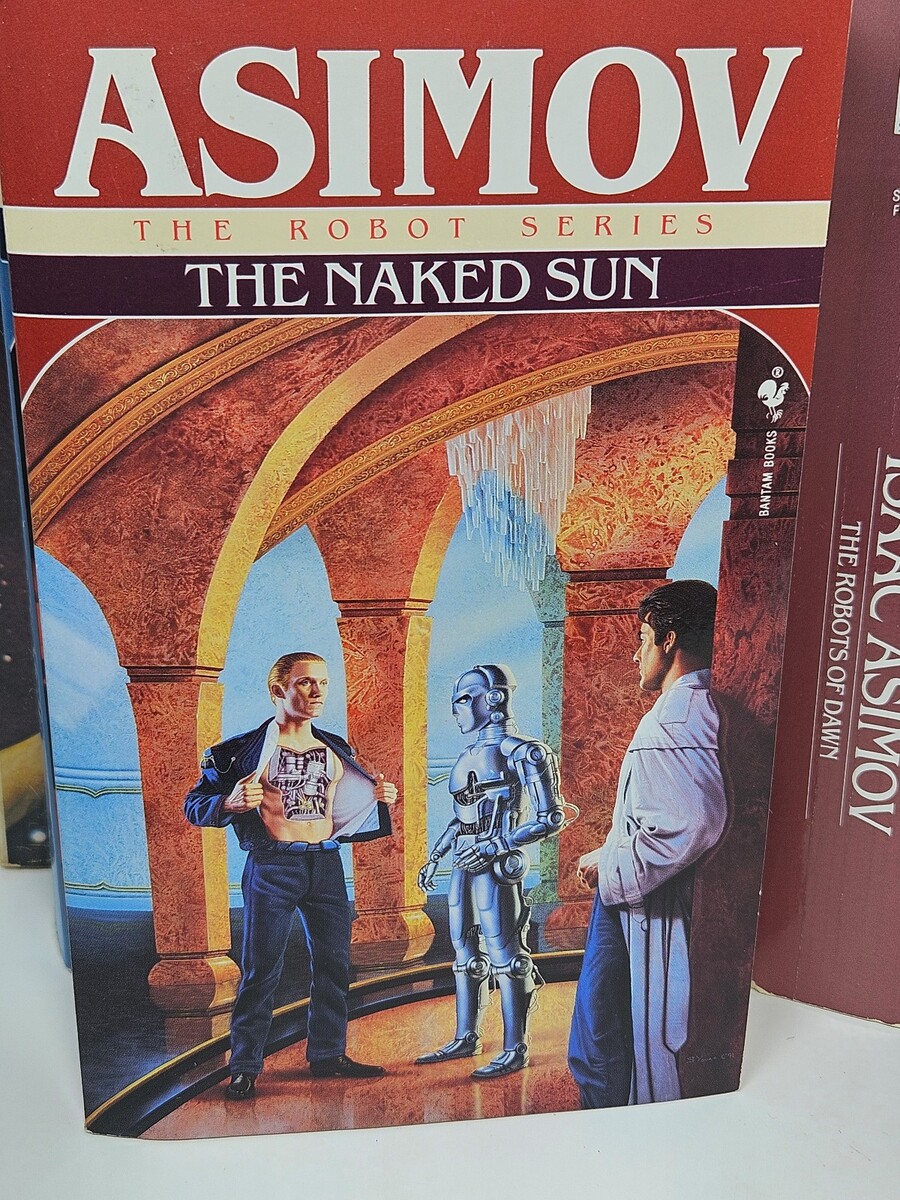 ASIMOV
THE ROBOT SERIES
THE NAKED SUN
BANTAM BOOKS
®
ISAAC ASIMOV
THE ROBOTS OF DAWN